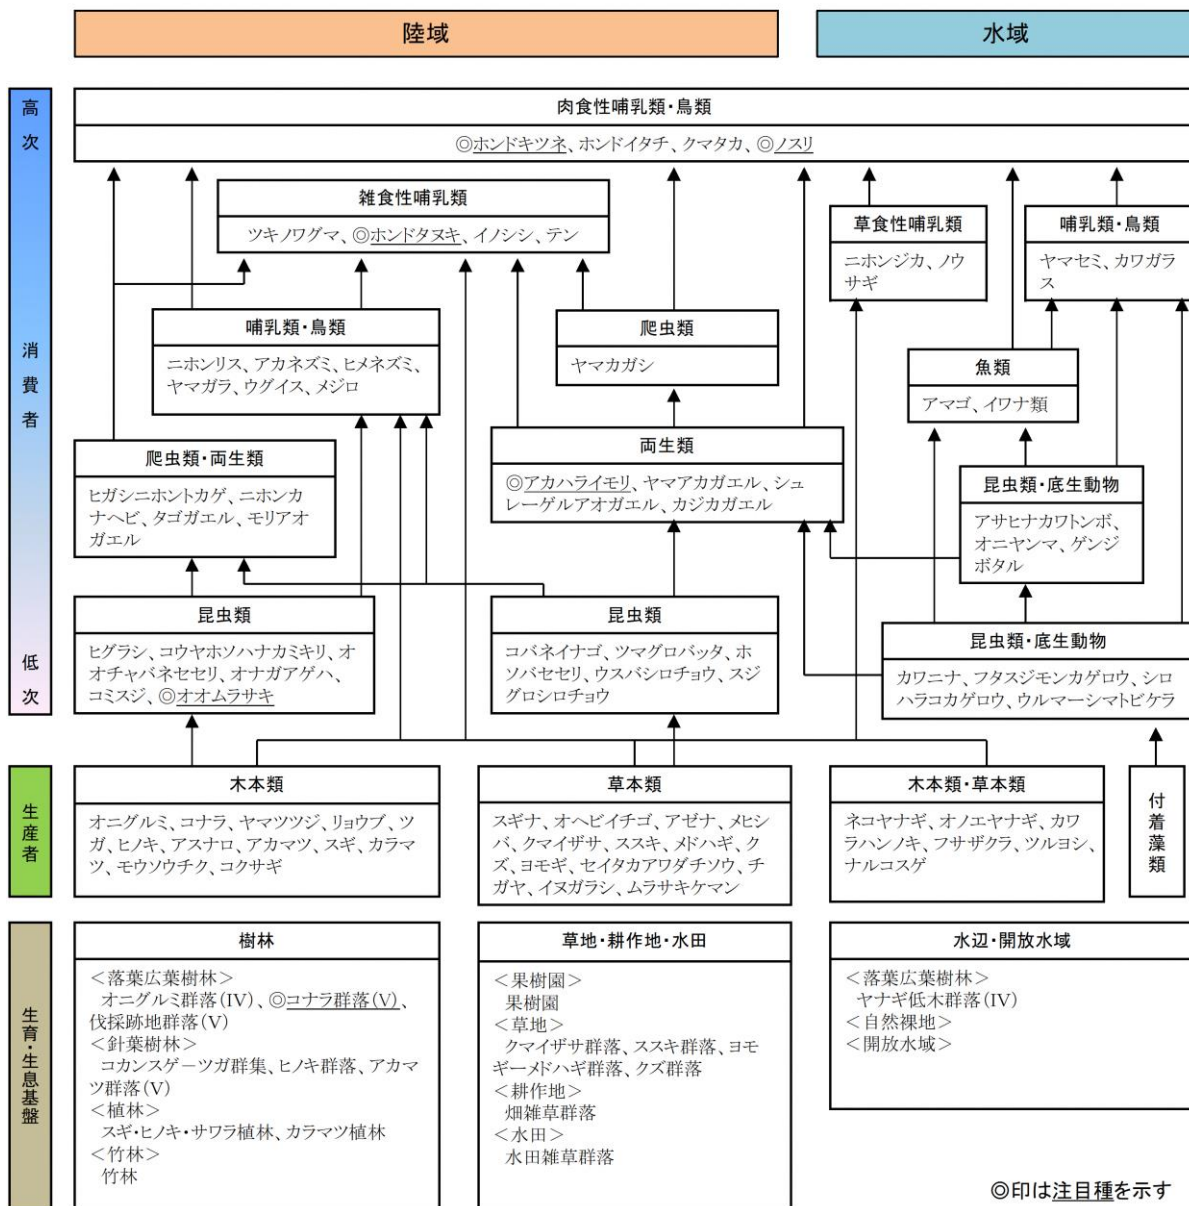 陸域
水域
高次
消費者
低次
肉食性哺乳類・鳥類
◎ホンドキツネ、ホンドイタチ、クマタカ、◎ノスリ
雑食性哺乳類
ツキノワグマ、◎ホンドタヌキ、イノシシ、テン
草食性哺乳類
ニホンジカ、ノウ
サギ
哺乳類・鳥類
ヤマセミ、カワガラ
ス
哺乳類・鳥類
ニホンリス、アカネズミ、ヒメネズミ、
ヤマガラ、ウグイス、メジロ
爬虫類
ヤマカガシ
魚類
アマゴ、イワナ類
爬虫類・両生類
ヒガシニホントカゲ、ニホンカ
ナヘビ、タゴガエル、モリアオ
ガエル
両生類
◎アカハライモリ、ヤマアカガエル、シュ
レーゲルアオガエル、カジカガエル
昆虫類・底生動物
アサヒナカワトンボ、
オニヤンマ、ゲンジ
ボタル
昆虫類
ヒグラシ、コウヤホソハナカミキリ、オ
オチャバネセセリ、オナガアゲハ、
コミスジ、◎オオムラサキ
昆虫類
コバネイナゴ、ツマグロバッタ、ホ
ソバセセリ、ウスバシロチョウ、スジ
グロシロチョウ
昆虫類・底生動物
カワニナ、フタスジモンカゲロウ、シロ
ハラコカゲロウ、ウルマーシマトビケラ
生産者
木本類
オニグルミ、コナラ、ヤマツツジ、リョウブ、ツ
ガ、ヒノキ、アスナロ、アカマツ、スギ、カラマ
ツ、モウソウチク、コクサギ
草本類
スギナ、オヘビイチゴ、アゼナ、メヒシ
バ、クマイザサ、ススキ、メドハギ、ク
ズ、ヨモギ、セイタカアワダチソウ、チ
ガヤ、イヌガラシ、ムラサキケマン
木本類・草本類
ネコヤナギ、オノエヤナギ、カワ
ラハンノキ、フサザクラ、ツルヨシ、
ナルコスゲ
付着藻類
生育・生息基盤
樹林
＜落葉広葉樹林＞
オニグルミ群落(Ⅳ)、◎コナラ群落(Ⅴ)、
伐採跡地群落(Ⅴ)
＜針葉樹林＞
コカンスゲーツガ群集、ヒノキ群落、アカマ
ツ群落(Ⅴ)
＜植林＞
スギ・ヒノキ・サワラ植林、カラマツ植林
＜竹林＞
竹林
草地・耕作地・水田
＜果樹園＞
果樹園
＜草地＞
クマイザサ群落、ススキ群落、ヨモ
ギーメドハギ群落、クズ群落
＜耕作地＞
畑雑草群落
＜水田＞
水田雑草群落
水辺・開放水域
＜落葉広葉樹林＞
ヤナギ低木群落(Ⅳ)
＜自然裸地＞
＜開放水域＞
◎印は注目種を示す